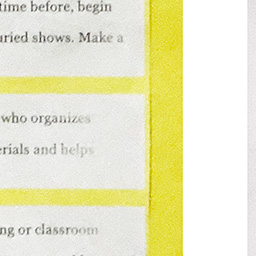 time before, begin
uried shows. Make a
who organizes
erials and helps
ng or classroom